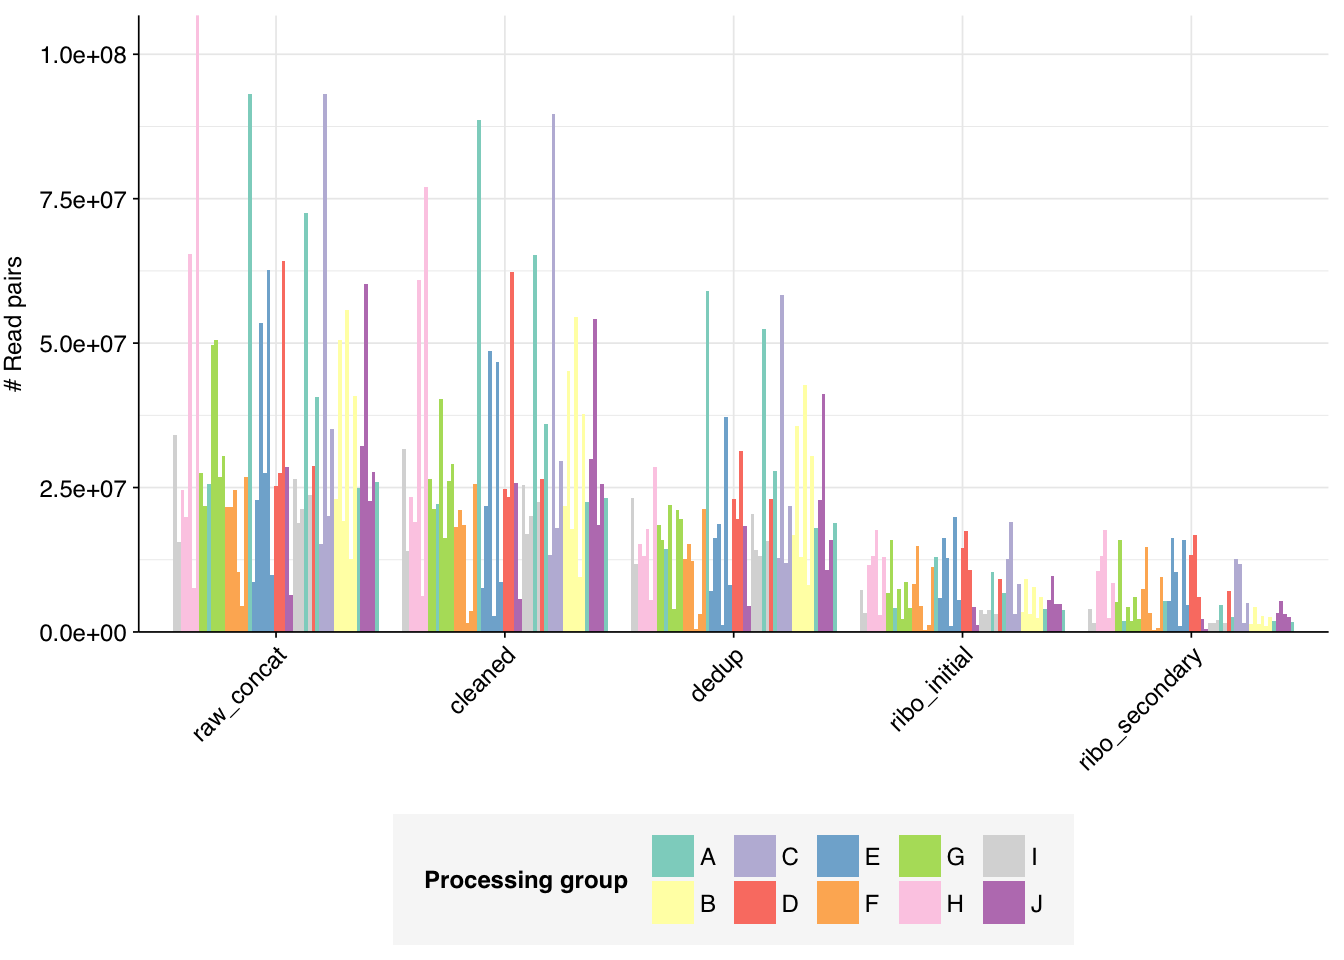 # Read pairs
1.0e+08
7.5e+07
5.0e+07
2.5e+07
0.0e+00
raw_concat
cleaned
dedup
ribo_initial
ribo_secondary
Processing group
A C E G I
B D F H J